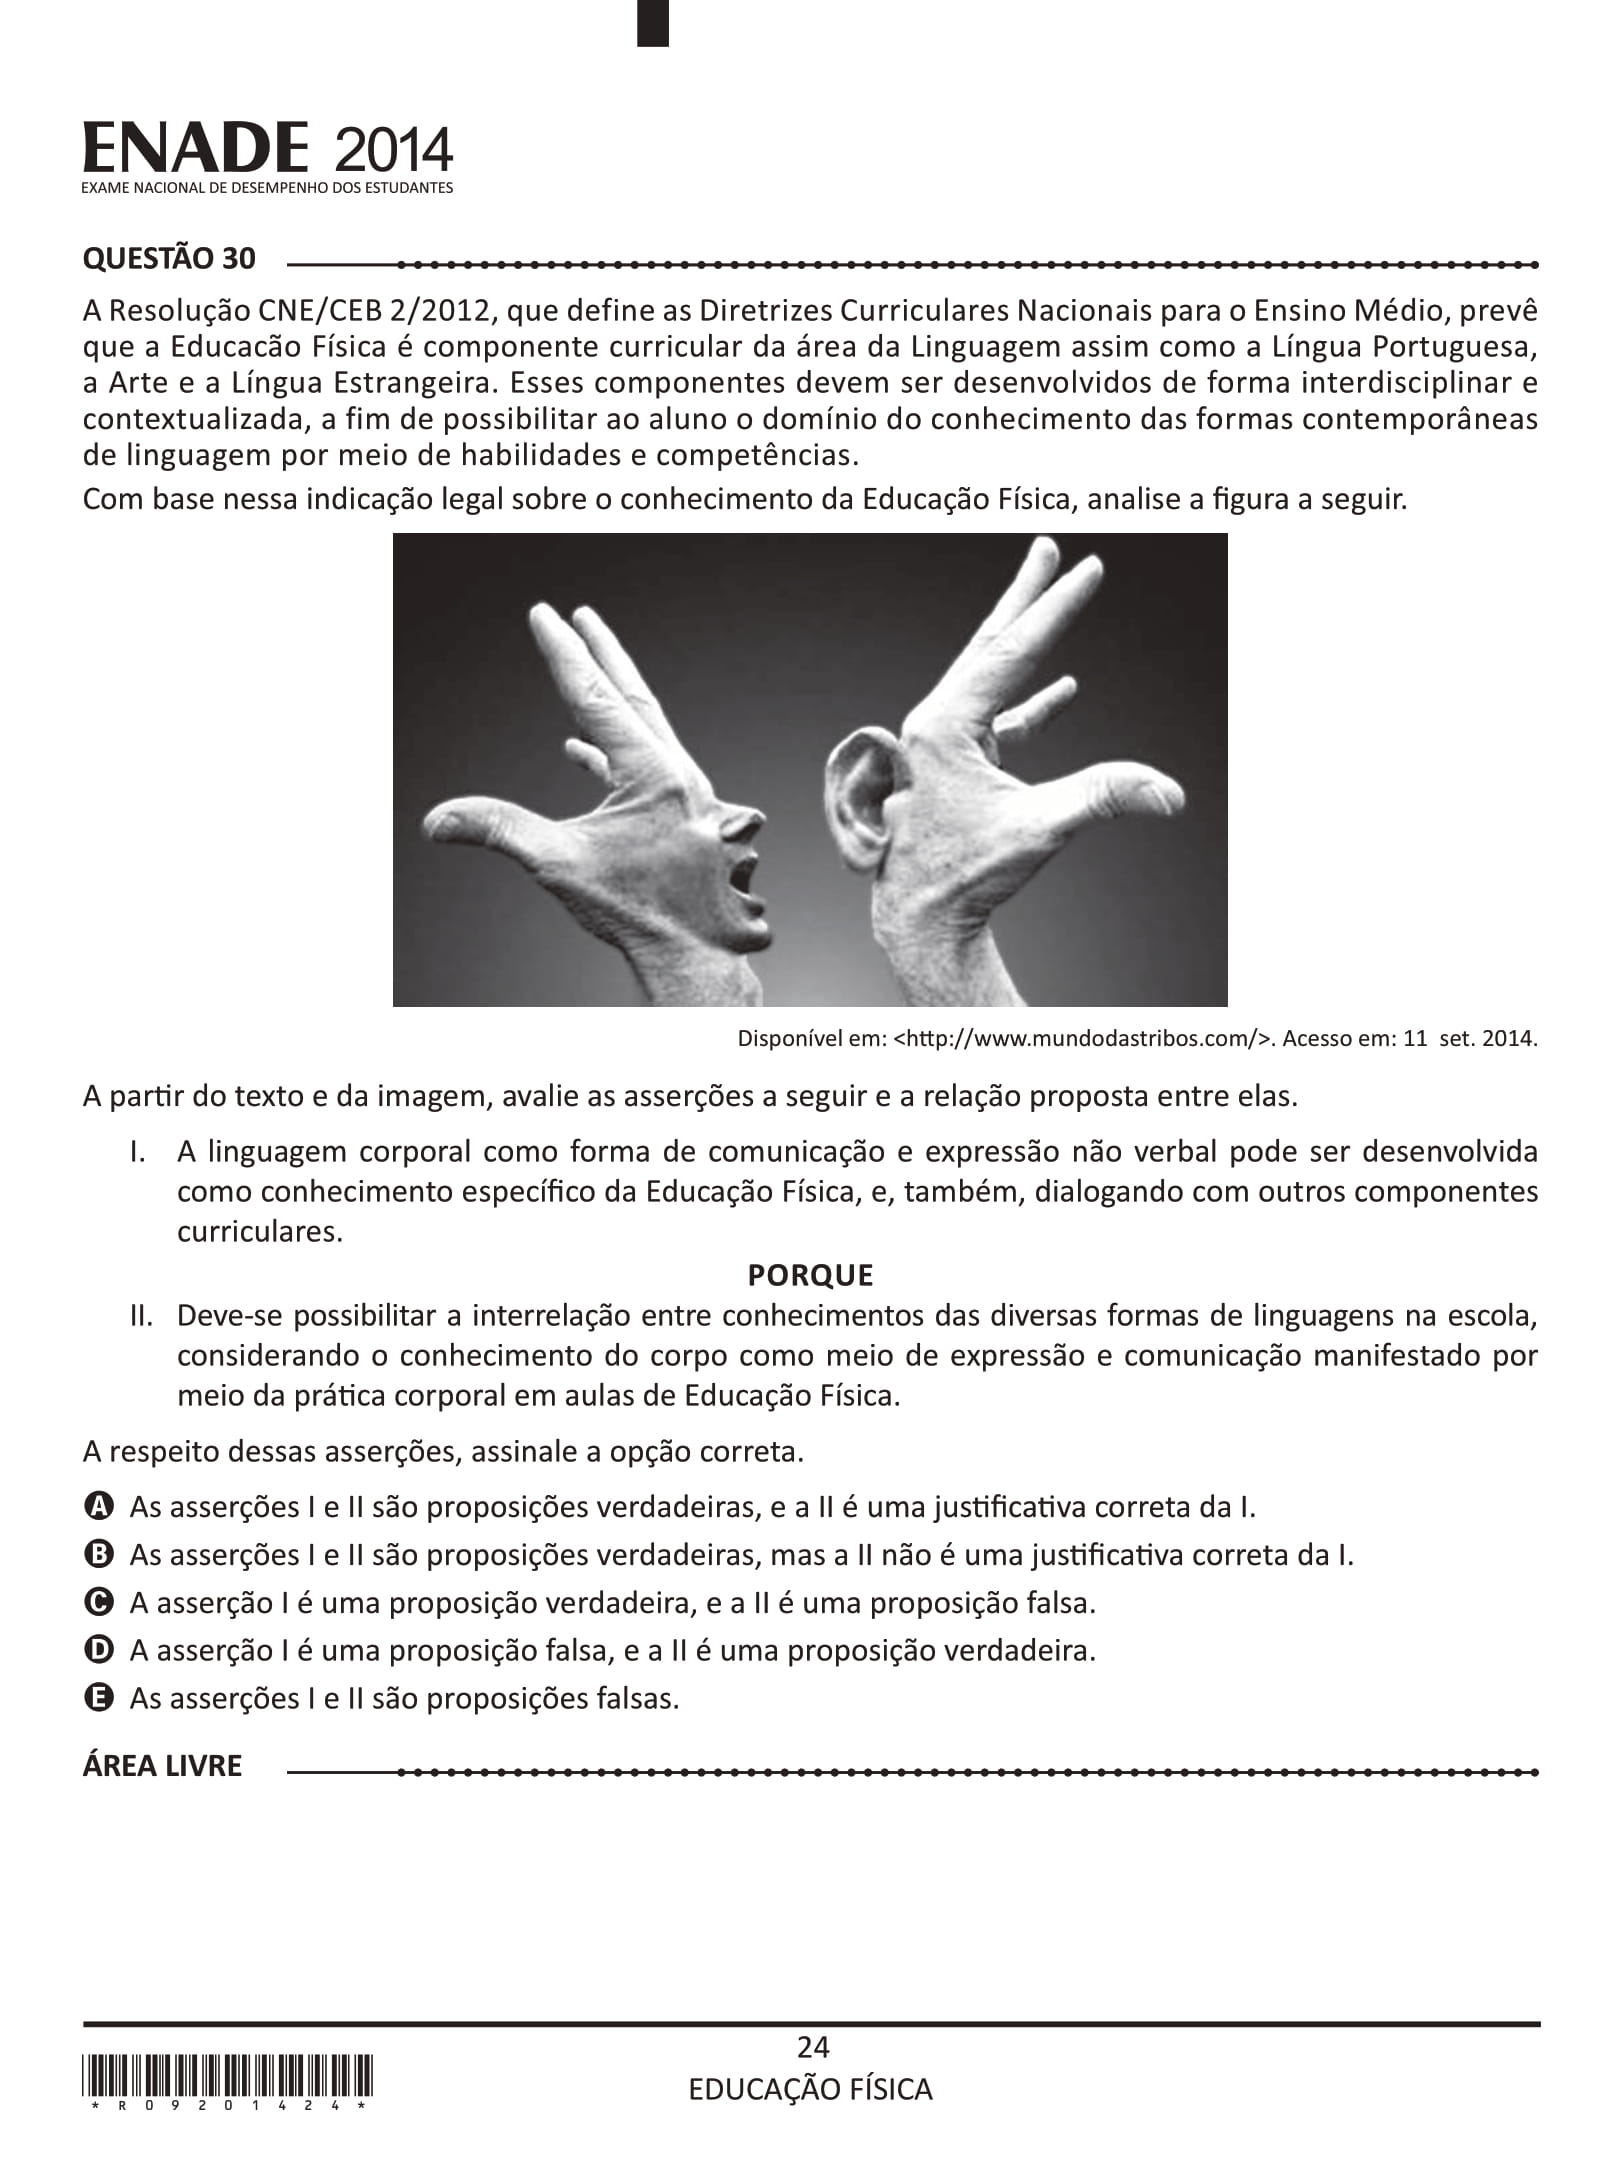 ENADE 2014
EXAME NACIONAL DE DESEMPENHO DOS ESTUDANTES
QUESTÃO 30
A Resolução CNE/CEB 2/2012, que define as Diretrizes Curriculares Nacionais para o Ensino Médio, prevê
que a Educacão Física é componente curricular da área da Linguagem assim como a Língua Portuguesa,
a Arte e a Língua Estrangeira. Esses componentes devem ser desenvolvidos de forma interdisciplinar e
contextualizada, a fim de possibilitar ao aluno o domínio do conhecimento das formas contemporâneas
de linguagem por meio de habilidades e competências.
Com base nessa indicação legal sobre o conhecimento da Educação Física, analise a figura a seguir.
Disponível em: <http://www.mundodastribos.com/>. Acesso em: 11 set. 2014.
A partir do texto e da imagem, avalie as asserções a seguir e a relação proposta entre elas.
I. A linguagem corporal como forma de comunicação e expressão não verbal pode ser desenvolvida
como conhecimento específico da Educação Física, e, também, dialogando com outros componentes
curriculares.
PORQUE
II. Deve-se possibilitar a interrelação entre conhecimentos das diversas formas de linguagens na escola,
considerando o conhecimento do corpo como meio de expressão e comunicação manifestado por
meio da prática corporal em aulas de Educação Física.
A respeito dessas asserções, assinale a opção correta.
A As asserções I e II são proposições verdadeiras, e a II é uma justificativa correta da I.
B As asserções I e II são proposições verdadeiras, mas a II não é uma justificativa correta da I.
C A asserção I é uma proposição verdadeira, e a II é uma proposição falsa.
D A asserção I é uma proposição falsa, e a II é uma proposição verdadeira.
E As asserções I e II são proposições falsas.
ÁREA LIVRE
24
EDUCAÇÃO FÍSICA
* R 0 9 2 0 1 4 2 4 *